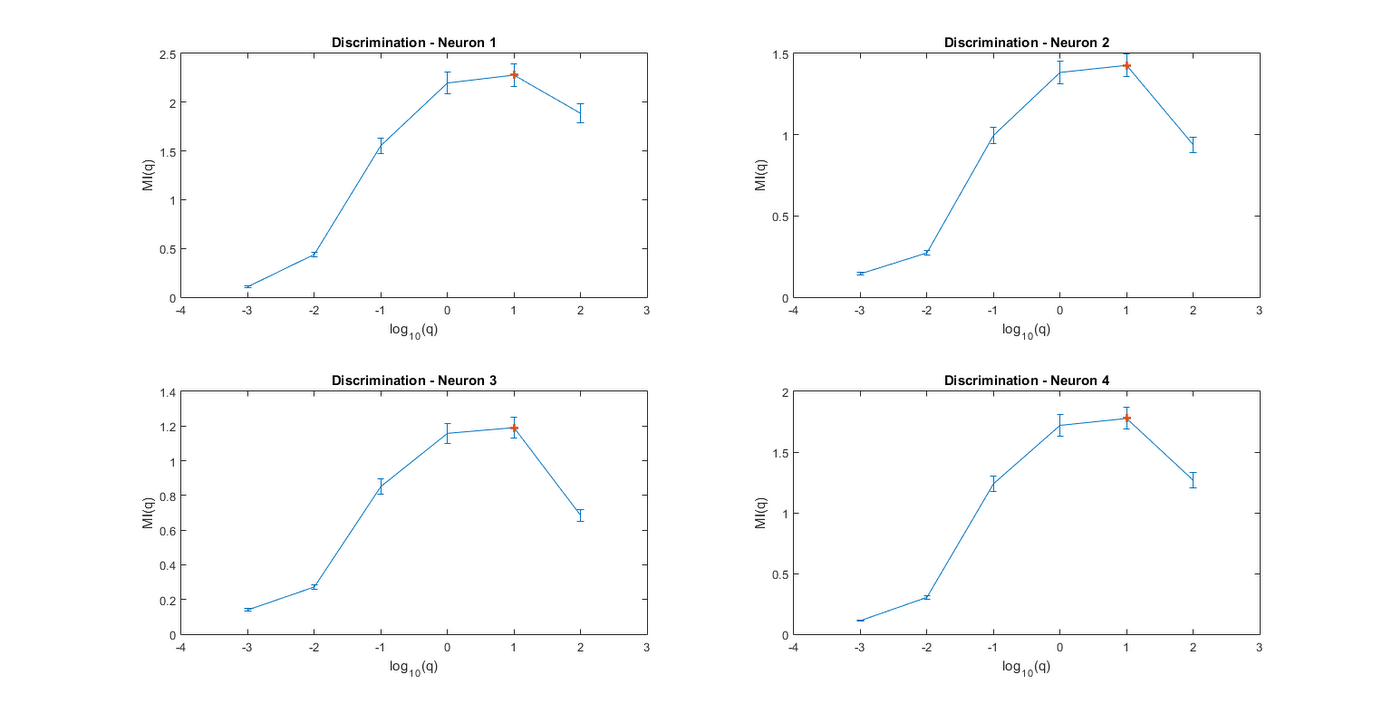 Discrimination - Neuron 1
2.5
2
1.5
1
0.5
0
-4 -3 -2 -1 0 1 2 3
MI(q)
log10(q)
Discrimination - Neuron 2
1.5
1
0.5
0
-4 -3 -2 -1 0 1 2 3
MI(q)
log10(q)
Discrimination - Neuron 3
1.4
1.2
1
0.8
0.6
0.4
0.2
0
-4 -3 -2 -1 0 1 2 3
MI(q)
log10(q)
Discrimination - Neuron 4
2
1.5
1
0.5
0
-4 -3 -2 -1 0 1 2 3
MI(q)
log10(q)